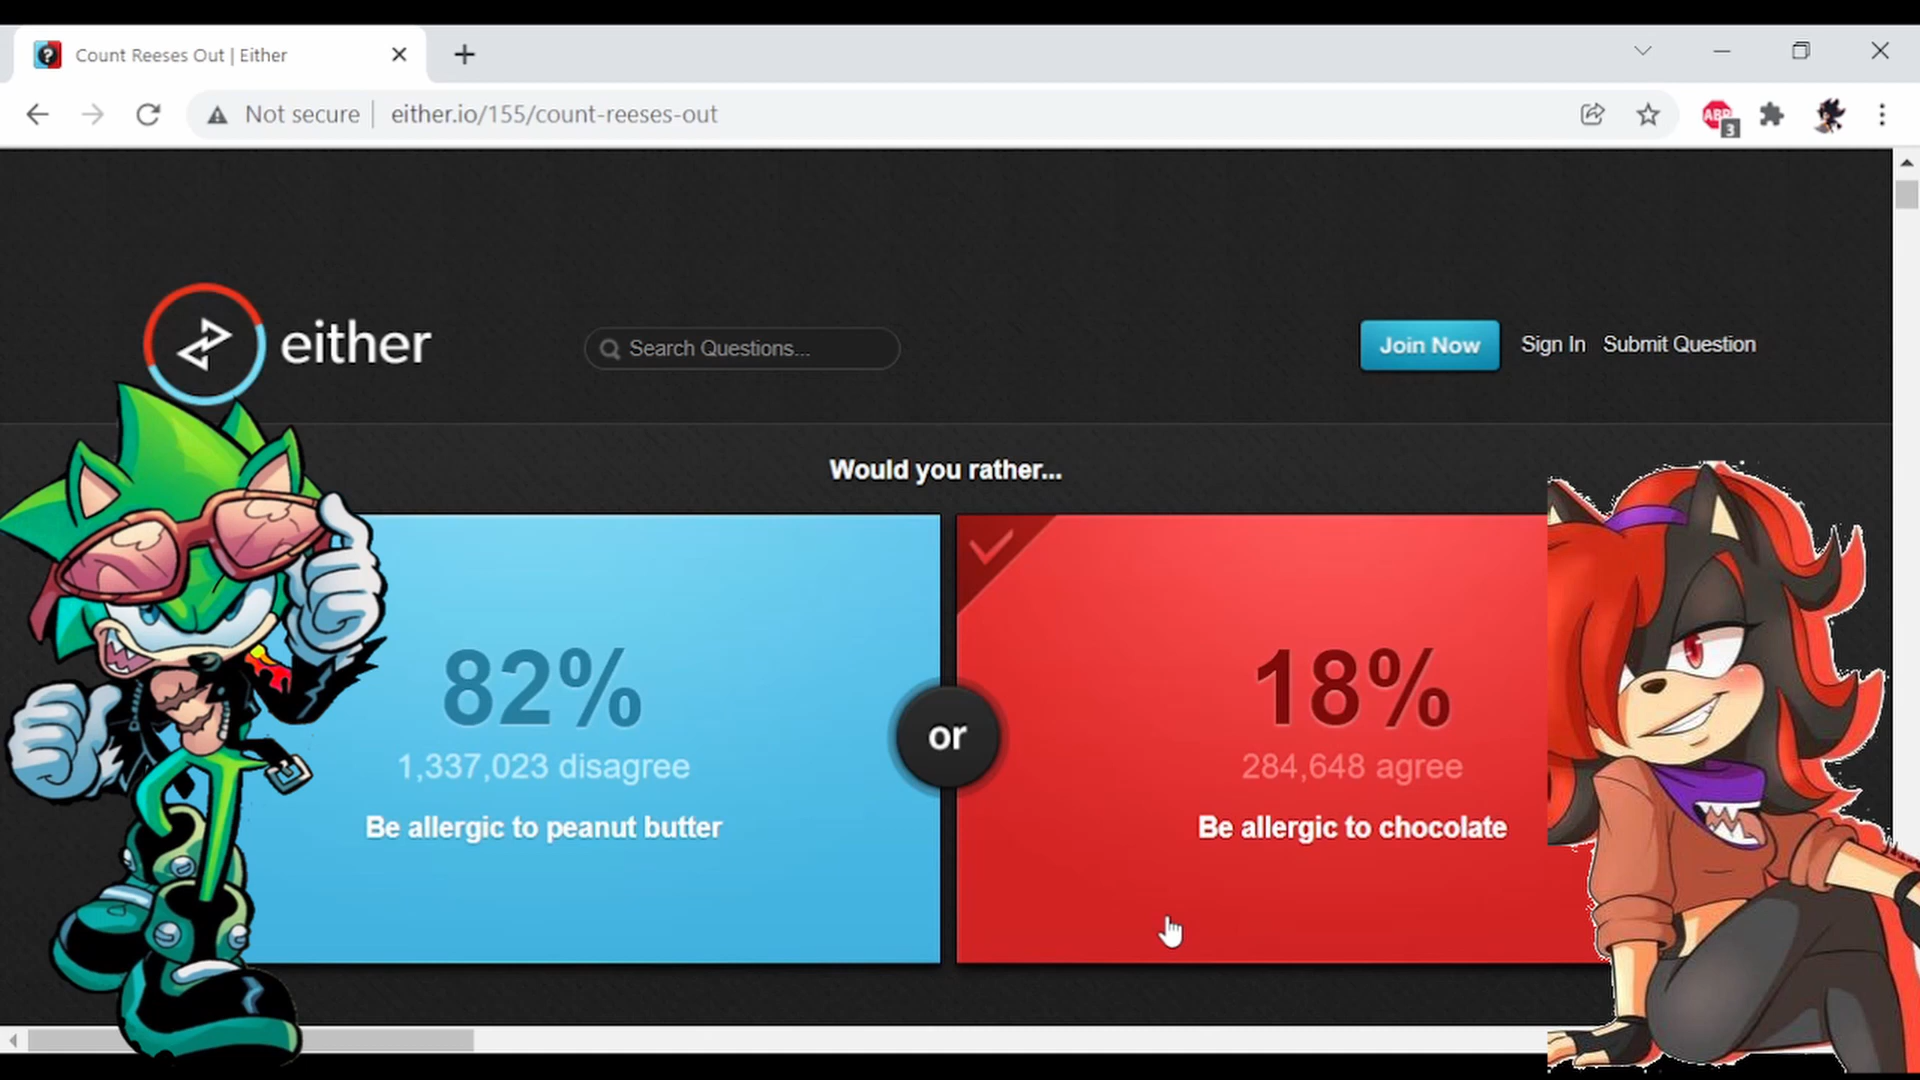 Count Reeses Out | Either
Not secure
either.io/155/count-reeses-out
ABP
3
either
Search Questions...
Join Now
Sign In
Submit Question
Would you rather...
82%
1,337,023 disagree
Be allergic to peanut butter
or
18%
284,648 agree
Be allergic to chocolate